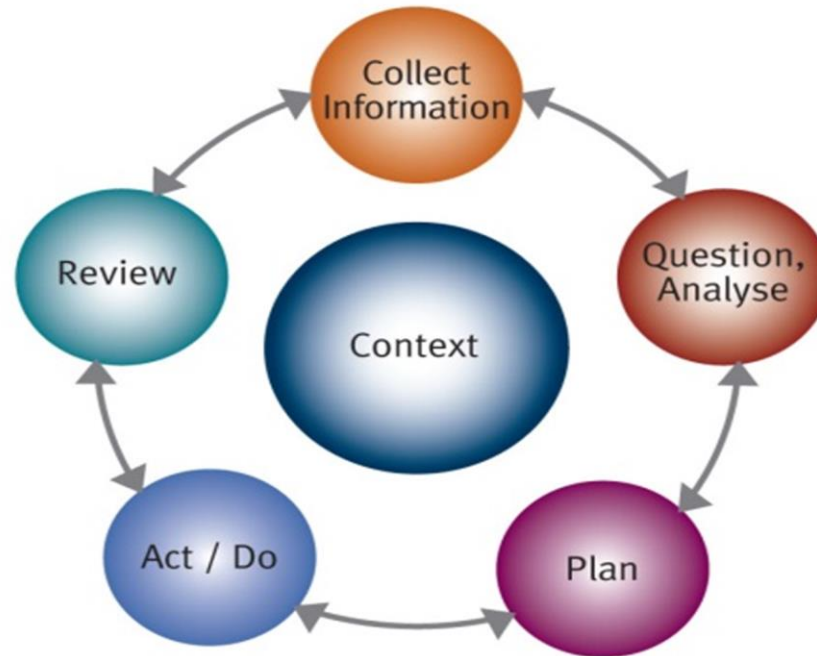 Collect
Information
Question,
Analyse
Review
Context
Act / Do
Plan